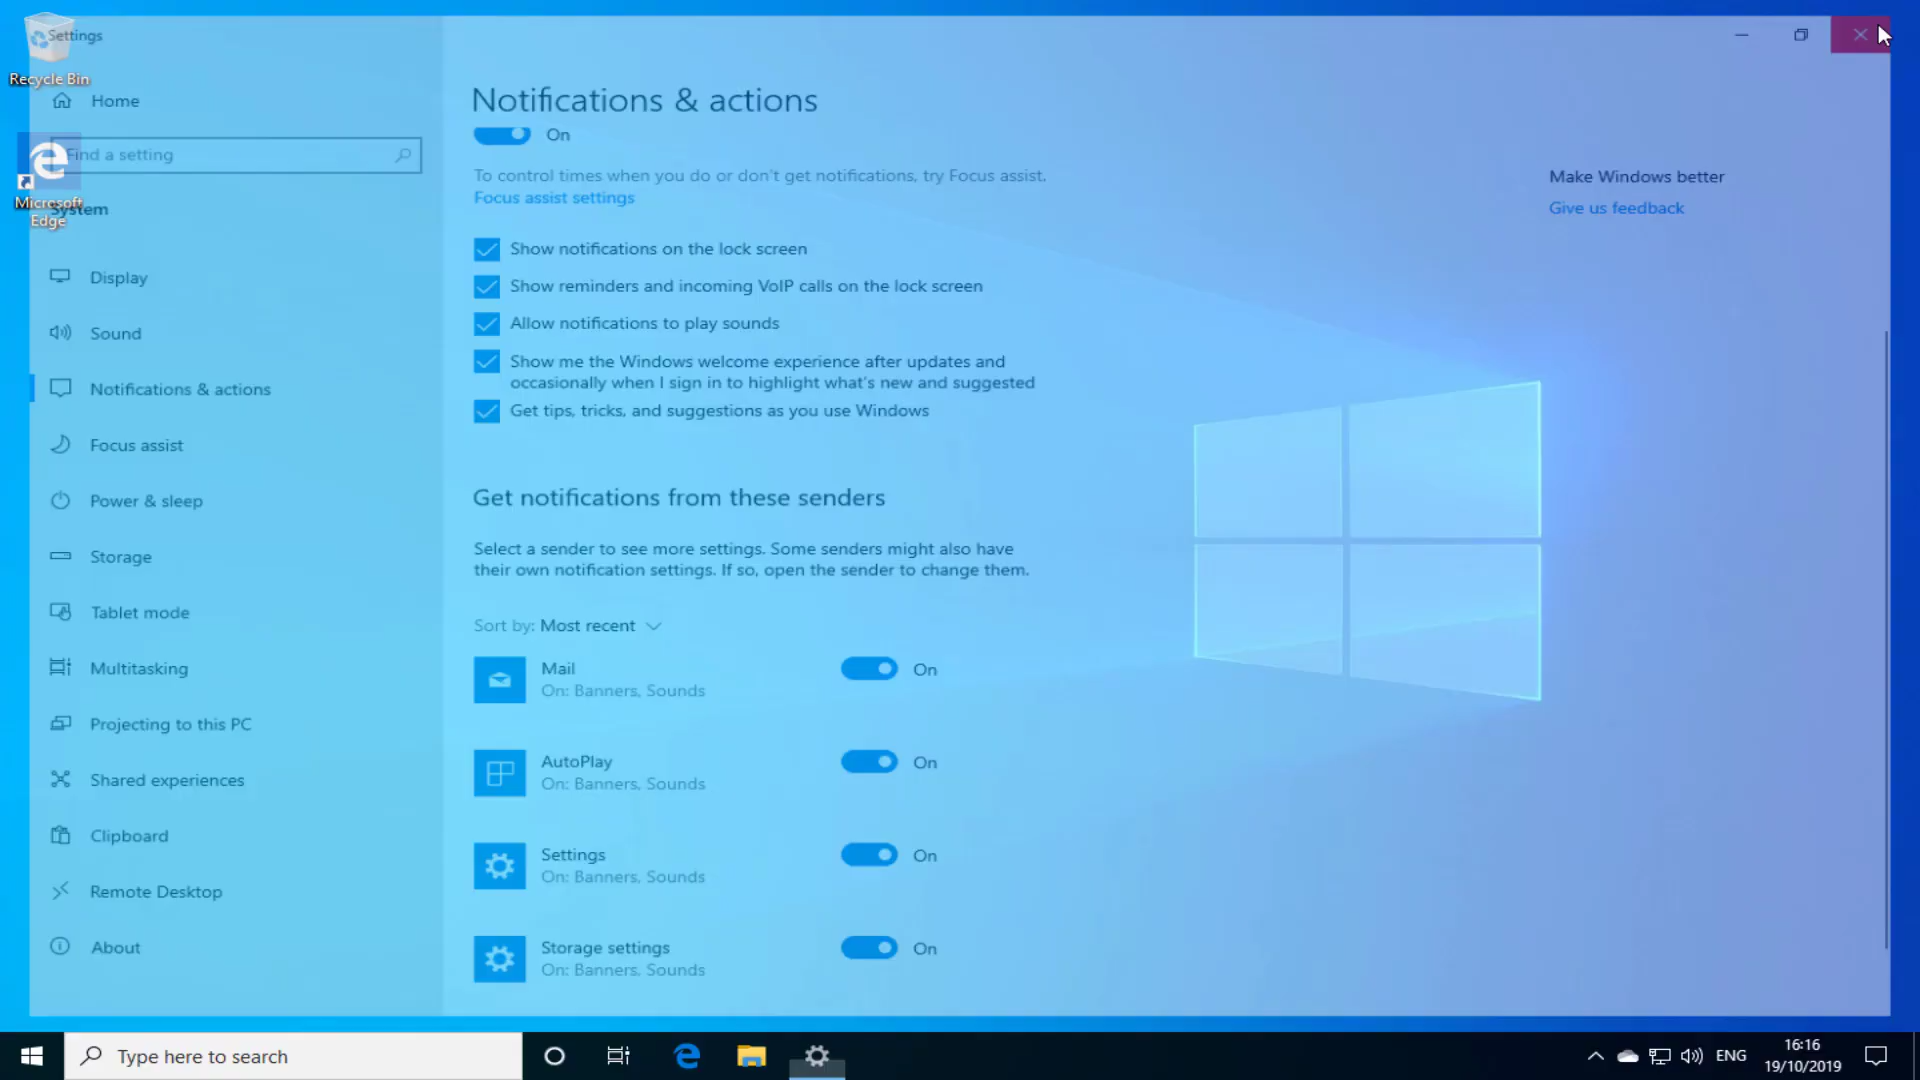 Settings
Recycle Bin
Home
Find a setting
Microsoft
Edge
System
Display
Sound
Notifications & actions
Focus assist
Power & sleep
Storage
Tablet mode
Multitasking
Projecting to this PC
Shared experiences
Clipboard
Remote Desktop
About
Notifications & actions
On
To control times when you do or don't get notifications, try Focus assist.
Focus assist settings
Show notifications on the lock screen
Show reminders and incoming VoIP calls on the lock screen
Allow notifications to play sounds
Show me the Windows welcome experience after updates and
occasionally when I sign in to highlight what's new and suggested
Get tips, tricks, and suggestions as you use Windows
Get notifications from these senders
Select a sender to see more settings. Some senders might also have
their own notification settings. If so, open the sender to change them.
Sort by: Most recent
Mail
On: Banners, Sounds
On
AutoPlay
On: Banners, Sounds
On
Settings
On: Banners, Sounds
On
Storage settings
On: Banners, Sounds
On
Make Windows better
Give us feedback
Type here to search
ENG
16:16
19/10/2019